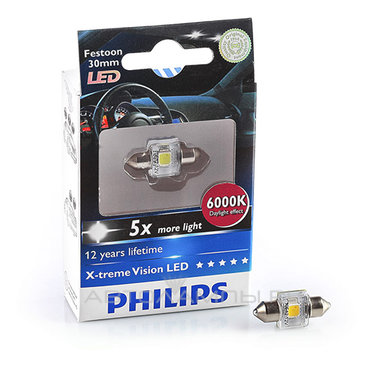 Festoon
30mm
LED
6000K
Daylight effect
5x more light
12 years lifetime
X-treme Vision LED
PHILIPS